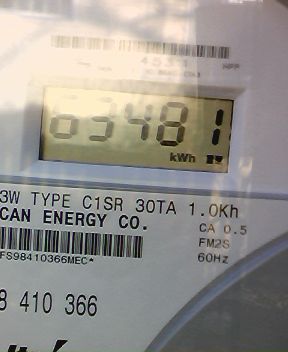 63481
kWh
3W TYPE C1SR 30TA 1.0Kh
CAN ENERGY CO.
CA 0.5
FM2S
60Hz
FS98410366MEC*
8 410 366